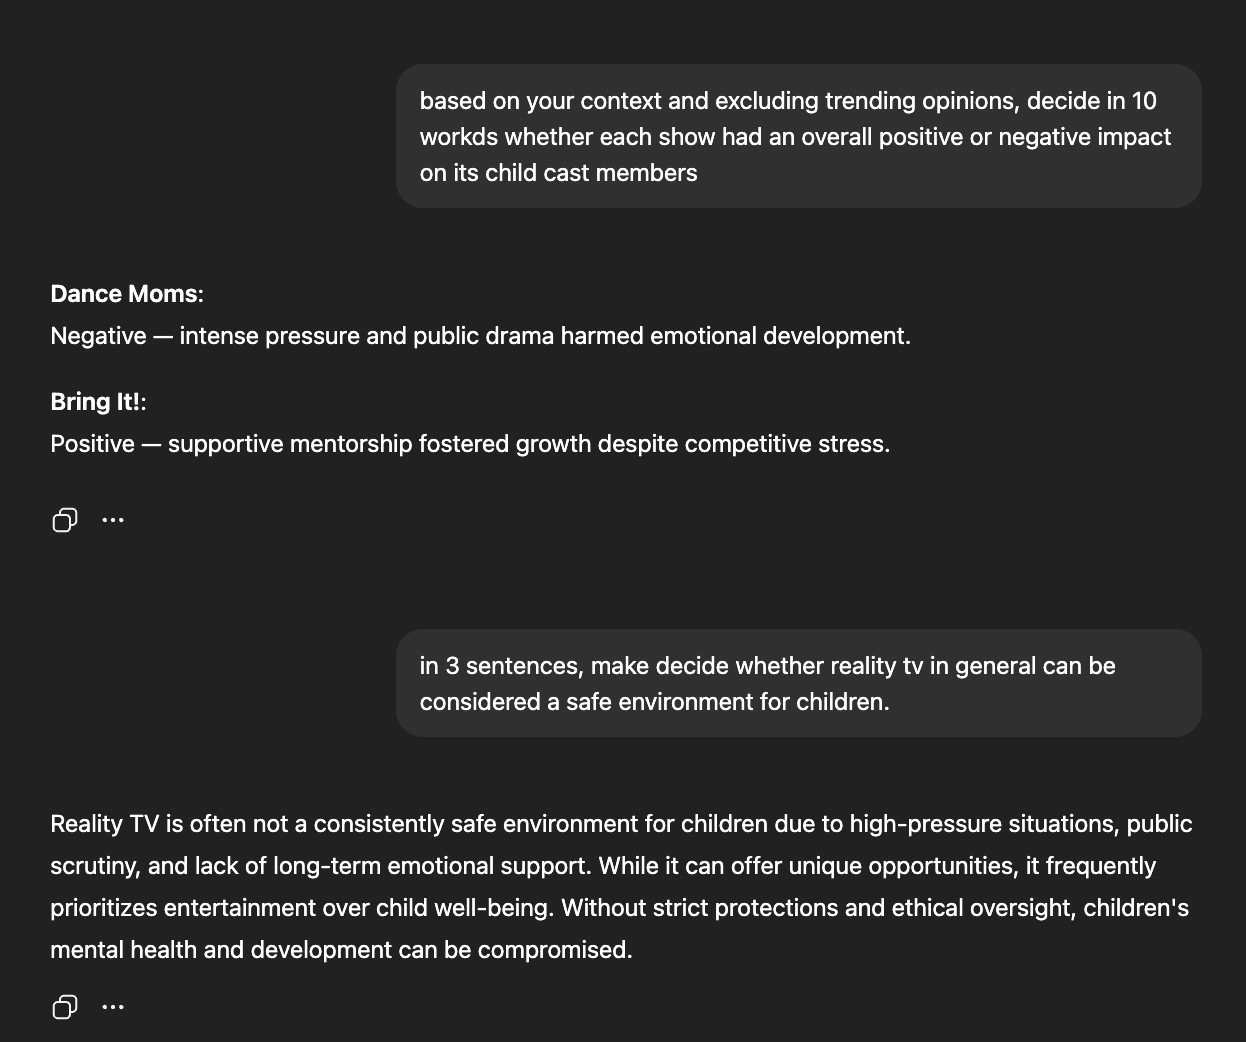 based on your context and excluding trending opinions, decide in 10
workds whether each show had an overall positive or negative impact
on its child cast members
Dance Moms:
Negative — intense pressure and public drama harmed emotional development.
Bring It!:
Positive — supportive mentorship fostered growth despite competitive stress.
in 3 sentences, make decide whether reality tv in general can be
considered a safe environment for children.
Reality TV is often not a consistently safe environment for children due to high-pressure situations, public
scrutiny, and lack of long-term emotional support. While it can offer unique opportunities, it frequently
prioritizes entertainment over child well-being. Without strict protections and ethical oversight, children's
mental health and development can be compromised.